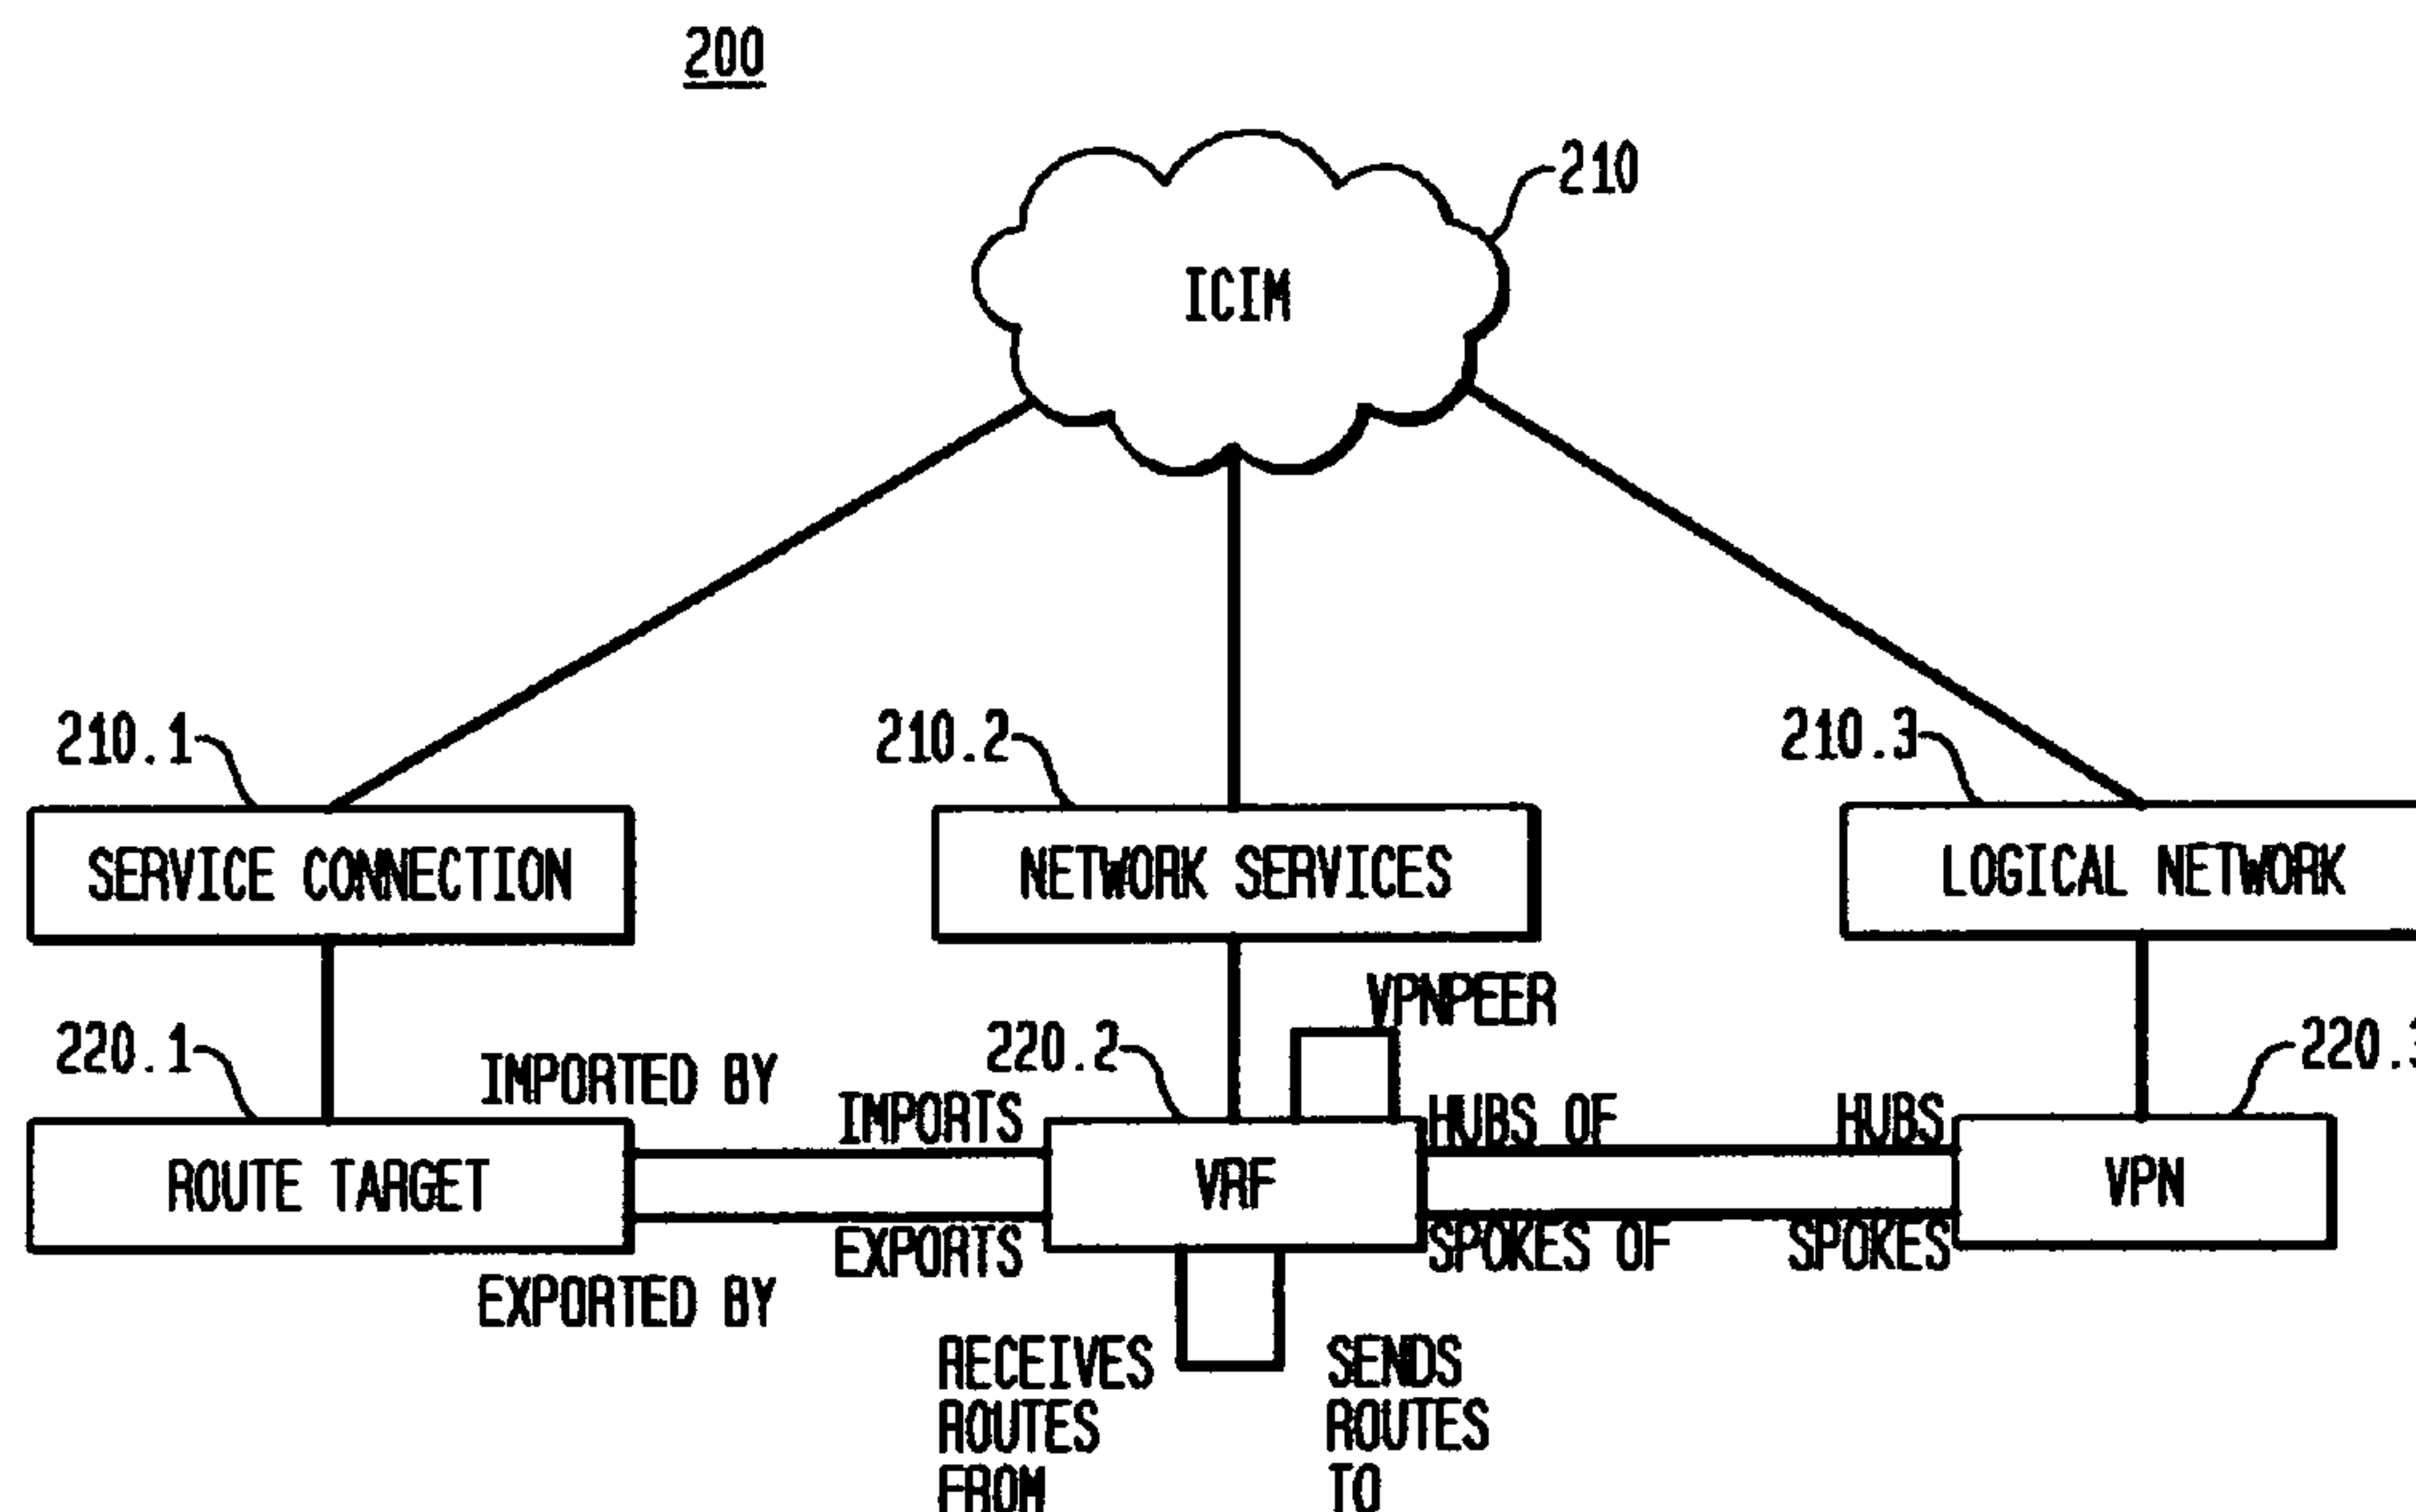 200
210
ICIM
210.1
210.2
210.3
SERVICE CONNECTION
NETWORK SERVICES
LOGICAL NETWORK
VPNPEER
220.1
220.2
220.3
IMPORTED BY
IMPORTS
HUBS OF
HUBS
ROUTE TARGET
VRF
VPN
EXPORTS
SPOKES OF
SPOKES
EXPORTED BY
RECEIVES
ROUTES
FROM
SENDS
ROUTES
TO